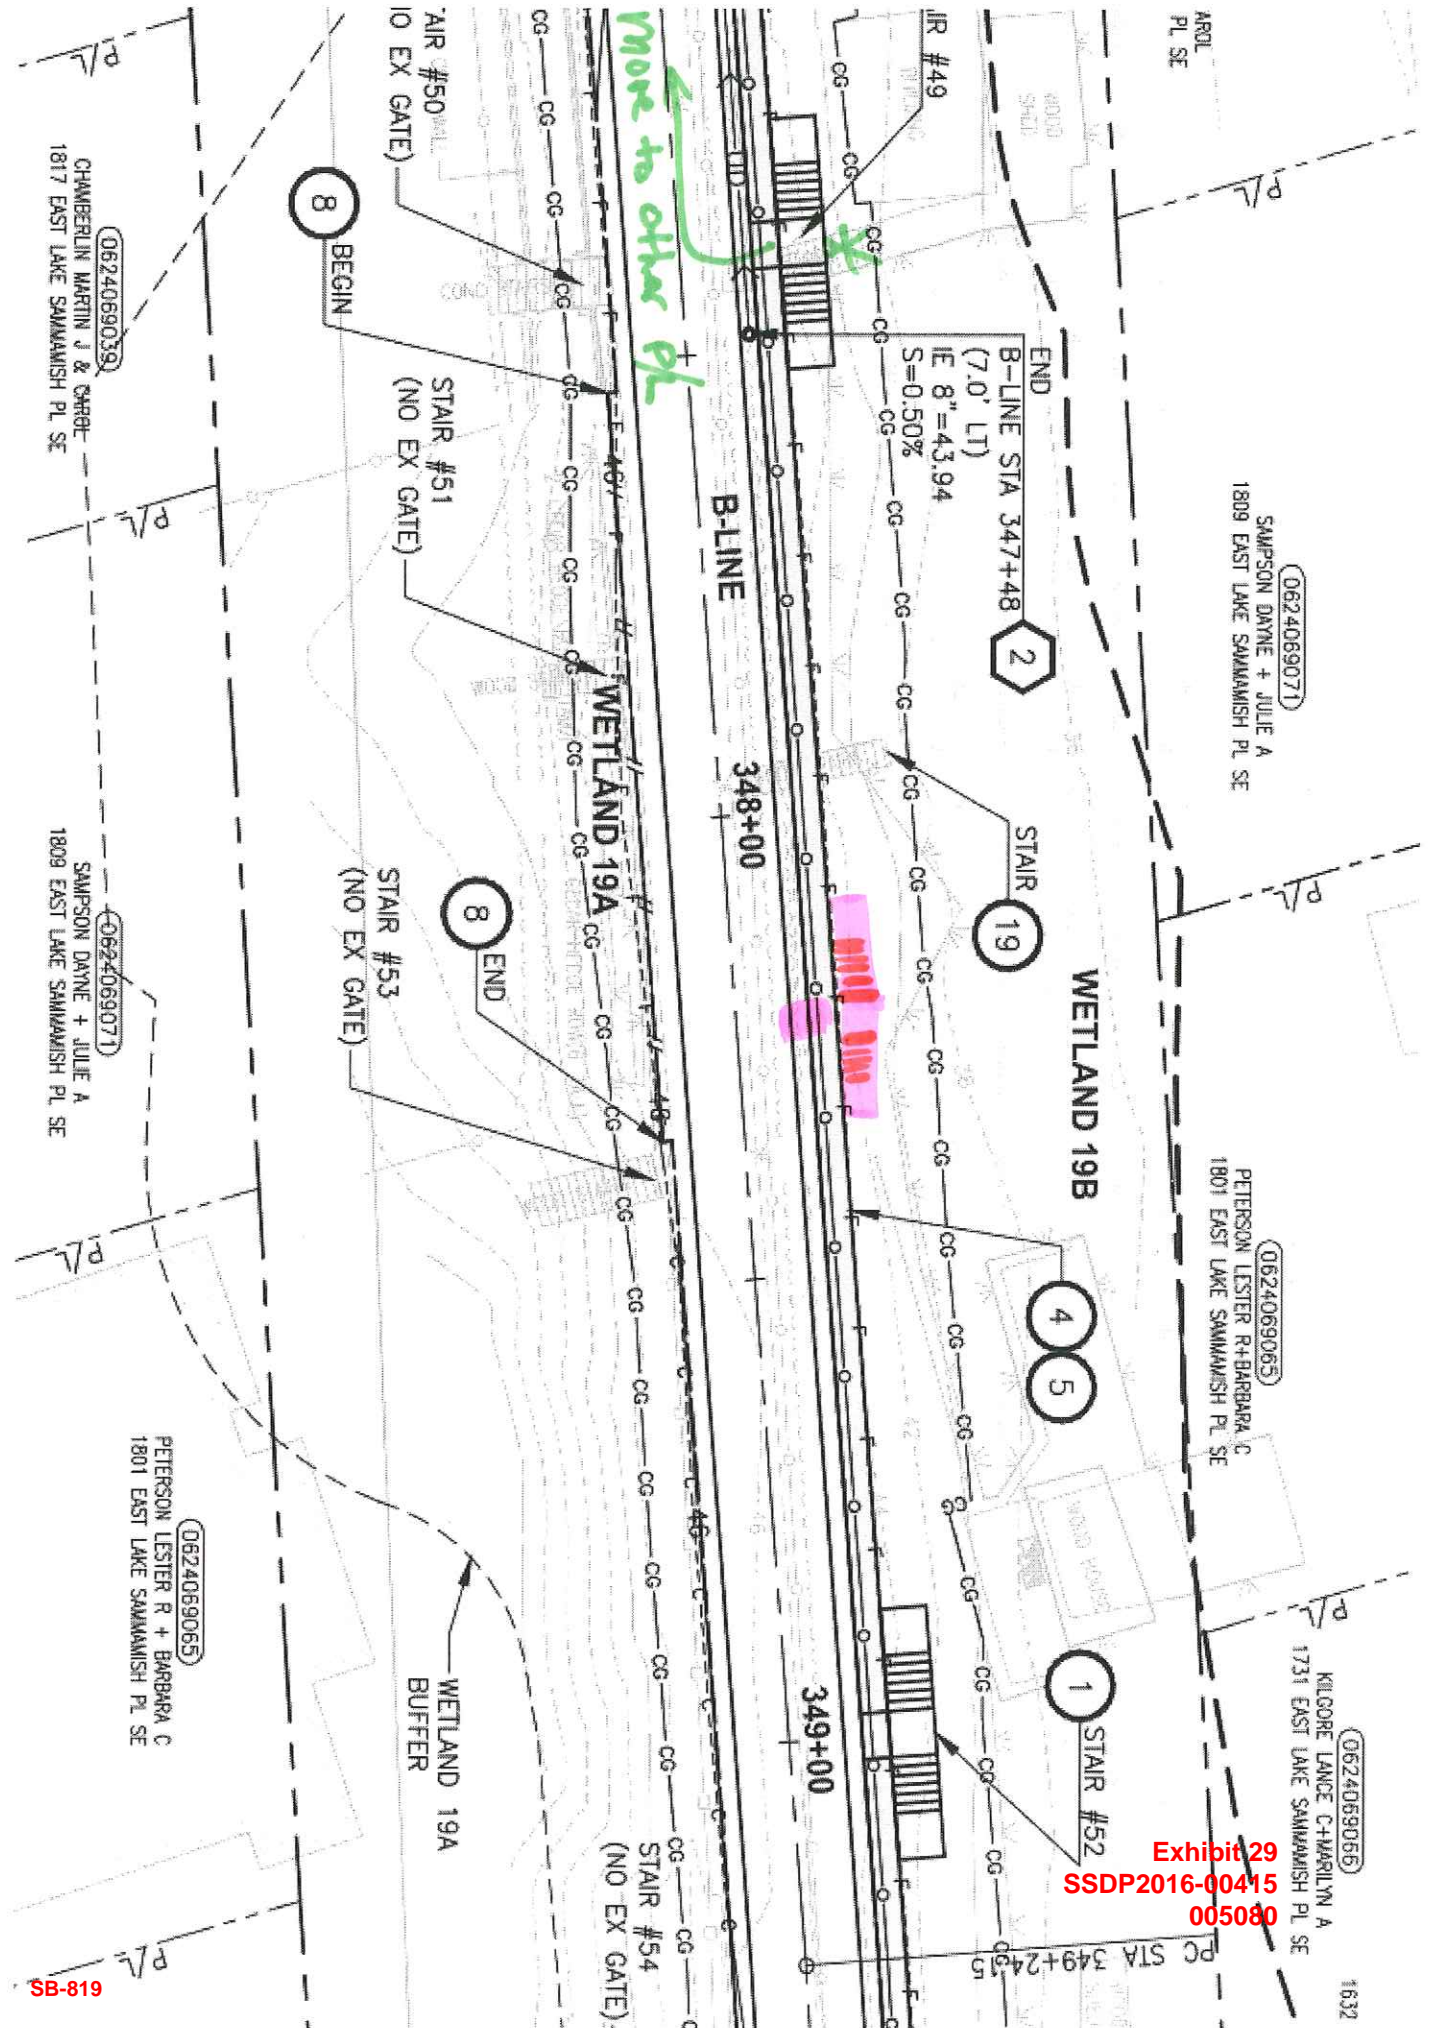 AROL
PL SE
IR #49
AIR #50
IO EX GATE)
move to other P/L
WOOD
SHED
8
BEGIN
0624069039
CHAMBERLIN MARTIN J & CAROL
1817 EAST LAKE SAMMAMISH PL SE
END
B-LINE STA 347+48
(7.0' LT)
IE 8"=43.94
S=0.50%
2
0624069071
SAMPSON DAYNE + JULIE A
1809 EAST LAKE SAMMAMISH PL SE
STAIR #51
(NO EX GATE)
B-LINE
WETLAND 19A
348+00
STAIR
19
WETLAND 19B
STAIR #53
(NO EX GATE)
8
END
0624069071
SAMPSON DAYNE + JULIE A
1809 EAST LAKE SAMMAMISH PL SE
0624069065
PETERSON LESTER R+BARBARA C
1801 EAST LAKE SAMMAMISH PL SE
4
5
WOOD HOUSE
0624069065
PETERSON LESTER R + BARBARA C
1801 EAST LAKE SAMMAMISH PL SE
WETLAND 19A
BUFFER
349+00
1
STAIR #52
0624069066
KILGORE LANCE C+MARILYN A
1731 EAST LAKE SAMMAMISH PL SE
STAIR #54
(NO EX GATE)
PC STA 349+24.15
1632
P/L
P/L
P/L
P/L
P/L
P/L
P/L
P/L
Exhibit 29
SSDP2016-00415
005080
SB-819